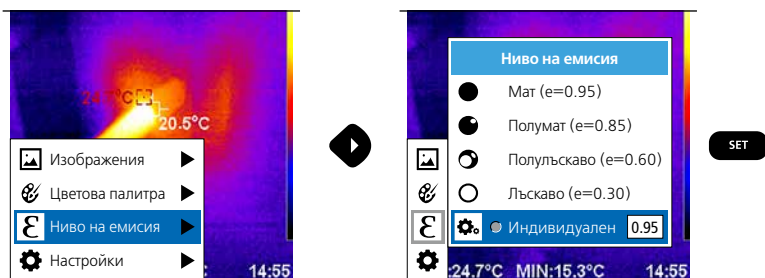 24.7°C
20.5°C
Изображения
Цветова палитра
ε Ниво на емисия
Настройки
: 14:55
Ниво на емисия
Мат (e=0.95)
Полумат (e=0.85)
Полулъскаво (e=0.60)
Лъскаво (e=0.30)
ε Индивидуален 0.95
:24.7°C MIN:15.3°C 14:55
SET